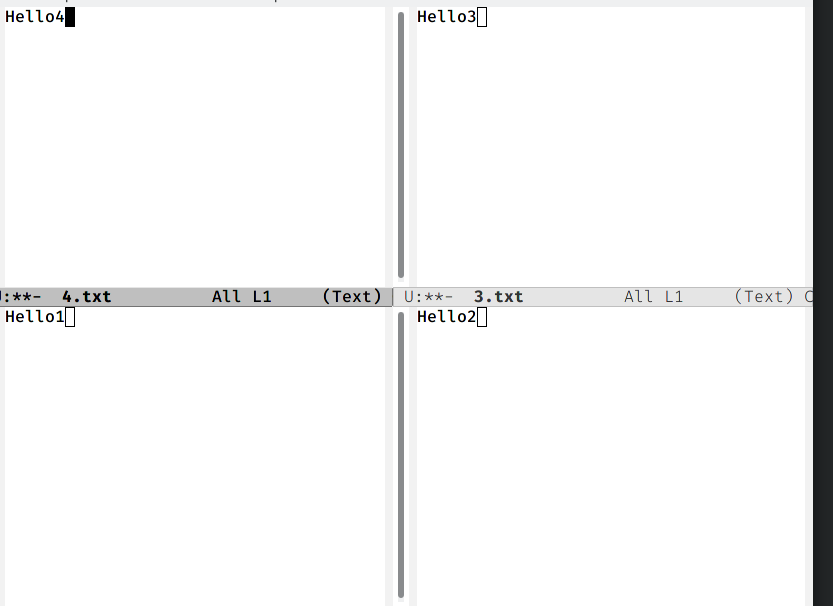 Hello4
Hello3
U:**-  4.txt          All L1     (Text)
U:**-  3.txt          All L1     (Text)
Hello1
Hello2